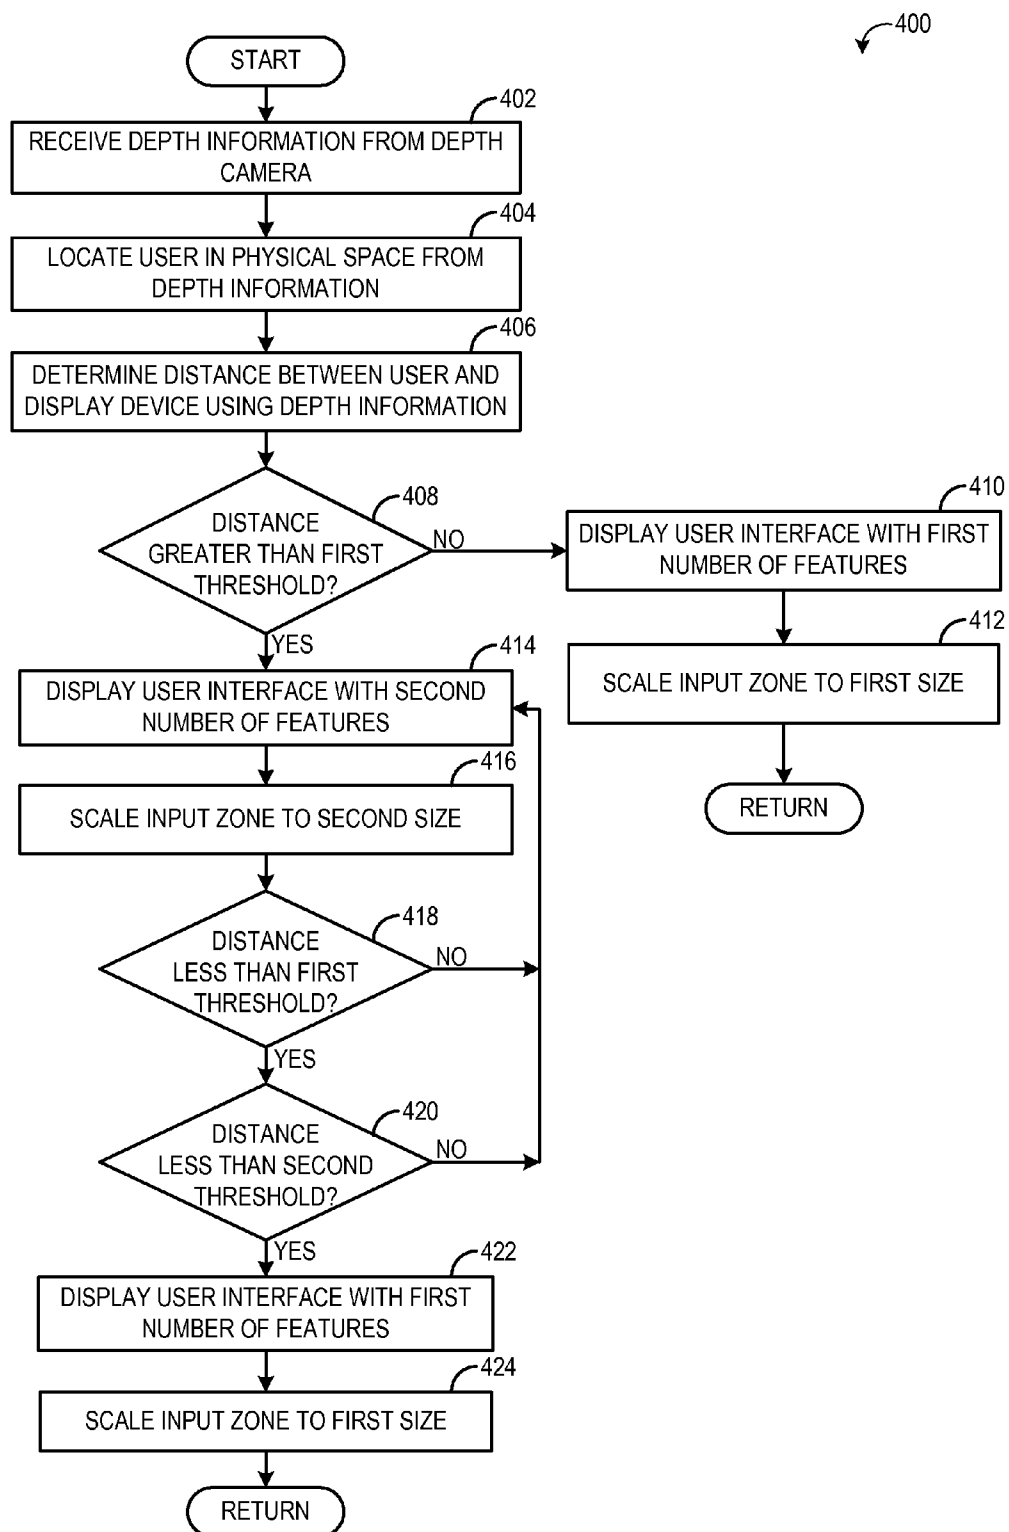 400
START
402
RECEIVE DEPTH INFORMATION FROM DEPTH
CAMERA
404
LOCATE USER IN PHYSICAL SPACE FROM
DEPTH INFORMATION
406
DETERMINE DISTANCE BETWEEN USER AND
DISPLAY DEVICE USING DEPTH INFORMATION
408
DISTANCE
GREATER THAN FIRST
THRESHOLD?
NO
410
DISPLAY USER INTERFACE WITH FIRST
NUMBER OF FEATURES
412
SCALE INPUT ZONE TO FIRST SIZE
RETURN
YES
414
DISPLAY USER INTERFACE WITH SECOND
NUMBER OF FEATURES
416
SCALE INPUT ZONE TO SECOND SIZE
418
DISTANCE
LESS THAN FIRST
THRESHOLD?
NO
YES
420
DISTANCE
LESS THAN SECOND
THRESHOLD?
NO
YES
422
DISPLAY USER INTERFACE WITH FIRST
NUMBER OF FEATURES
424
SCALE INPUT ZONE TO FIRST SIZE
RETURN